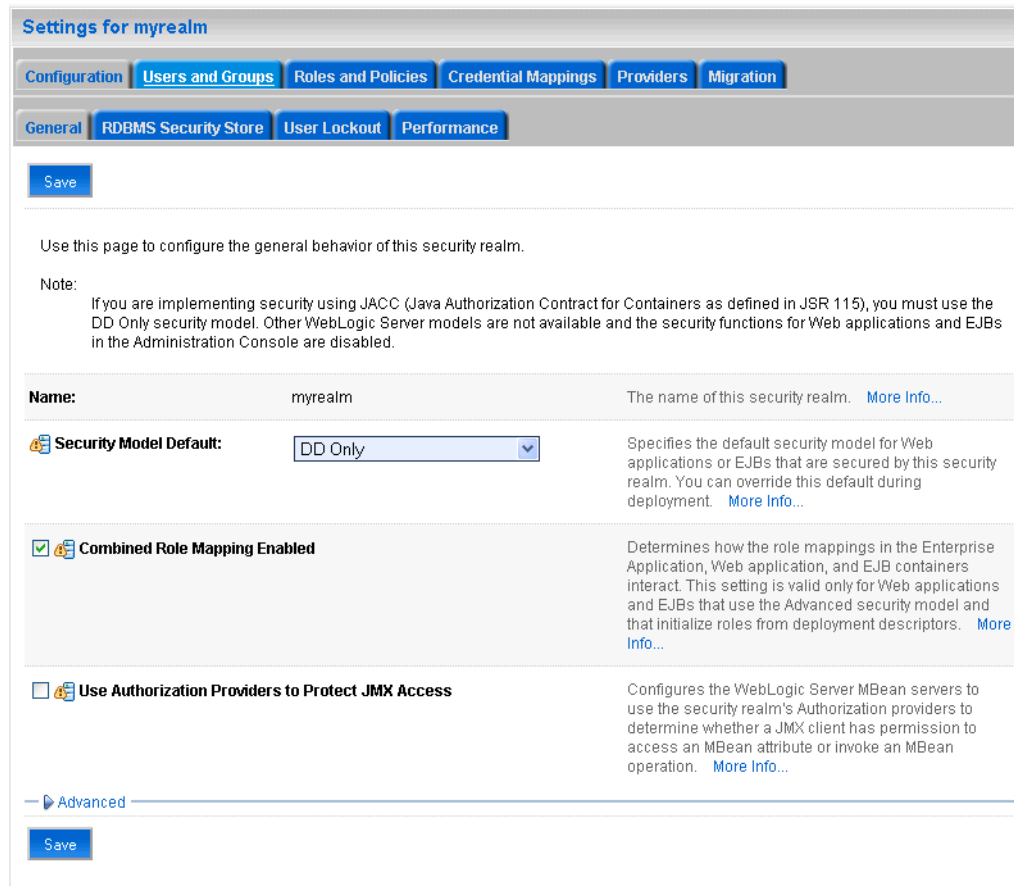 Settings for myrealm
Configuration Users and Groups Roles and Policies Credential Mappings Providers Migration
General RDBMS Security Store User Lockout Performance
Save
Use this page to configure the general behavior of this security realm.
Note:
If you are implementing security using JACC (Java Authorization Contract for Containers as defined in JSR 115), you must use the
DD Only security model. Other WebLogic Server models are not available and the security functions for Web applications and EJBs
in the Administration Console are disabled.
Name: myrealm The name of this security realm. More Info...
Security Model Default: DD Only
Specifies the default security model for Web
applications or EJBs that are secured by this security
realm. You can override this default during
deployment. More Info...
Combined Role Mapping Enabled
Determines how the role mappings in the Enterprise
Application, Web application, and EJB containers
interact. This setting is valid only for Web applications
and EJBs that use the Advanced security model and
that initialize roles from deployment descriptors. More
Info...
Use Authorization Providers to Protect JMX Access
Configures the WebLogic Server MBean servers to
use the security realm's Authorization providers to
determine whether a JMX client has permission to
access an MBean attribute or invoke an MBean
operation. More Info...
Advanced
Save